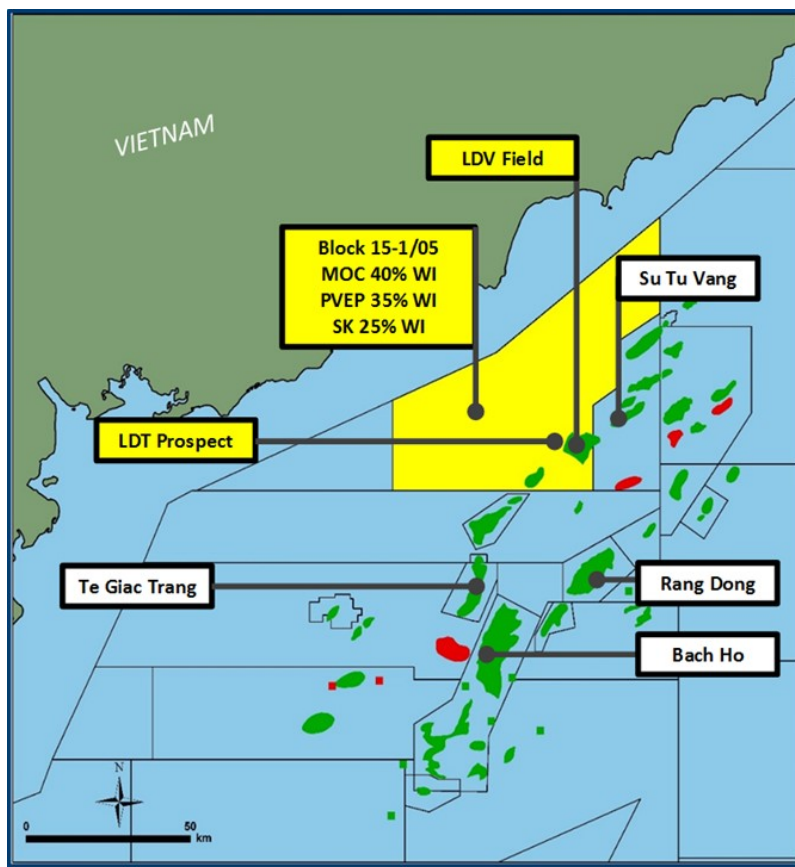 VIETNAM
LDV Field
Block 15-1/05
MOC 40% WI
PVEP 35% WI
SK 25% WI
Su Tu Vang
LDT Prospect
Te Giac Trang
Rang Dong
Bach Ho
N
0
50
km